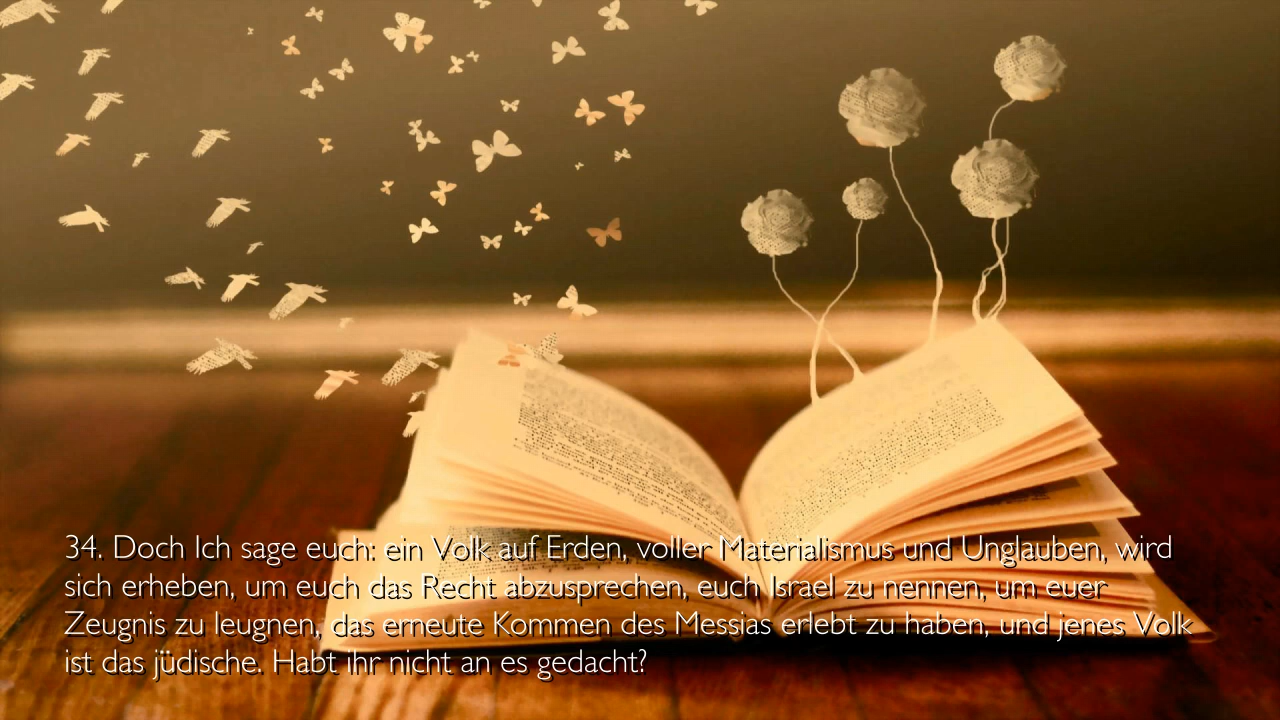 34. Doch Ich sage euch: ein Volk auf Erden, voller Materialismus und Unglauben, wird
sich erheben, um euch das Recht abzusprechen, euch Israel zu nennen, um euer
Zeugnis zu leugnen, das erneute Kommen des Messias erlebt zu haben, und jenes Volk
ist das jüdische. Habt ihr nicht an es gedacht?